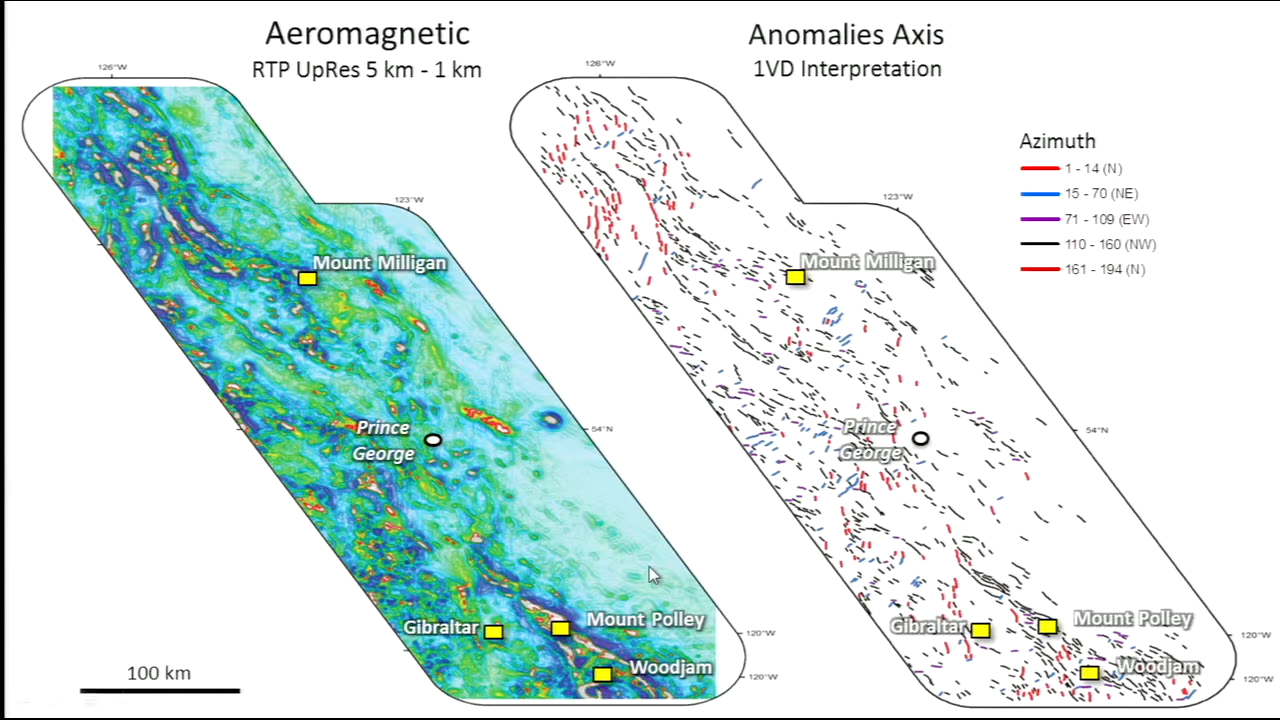 Aeromagnetic
RTP UpRes 5 km - 1 km
126°W
123°W
Mount Milligan
Prince
George
54°N
Gibraltar
Mount Polley
Woodjam
120°W
120°W
100 km
Anomalies Axis
1VD Interpretation
126°W
123°W
Mount Milligan
Prince
George
54°N
Gibraltar
Mount Polley
Woodjam
120°W
120°W
Azimuth
1 - 14 (N)
15 - 70 (NE)
71 - 109 (EW)
110 - 160 (NW)
161 - 194 (N)